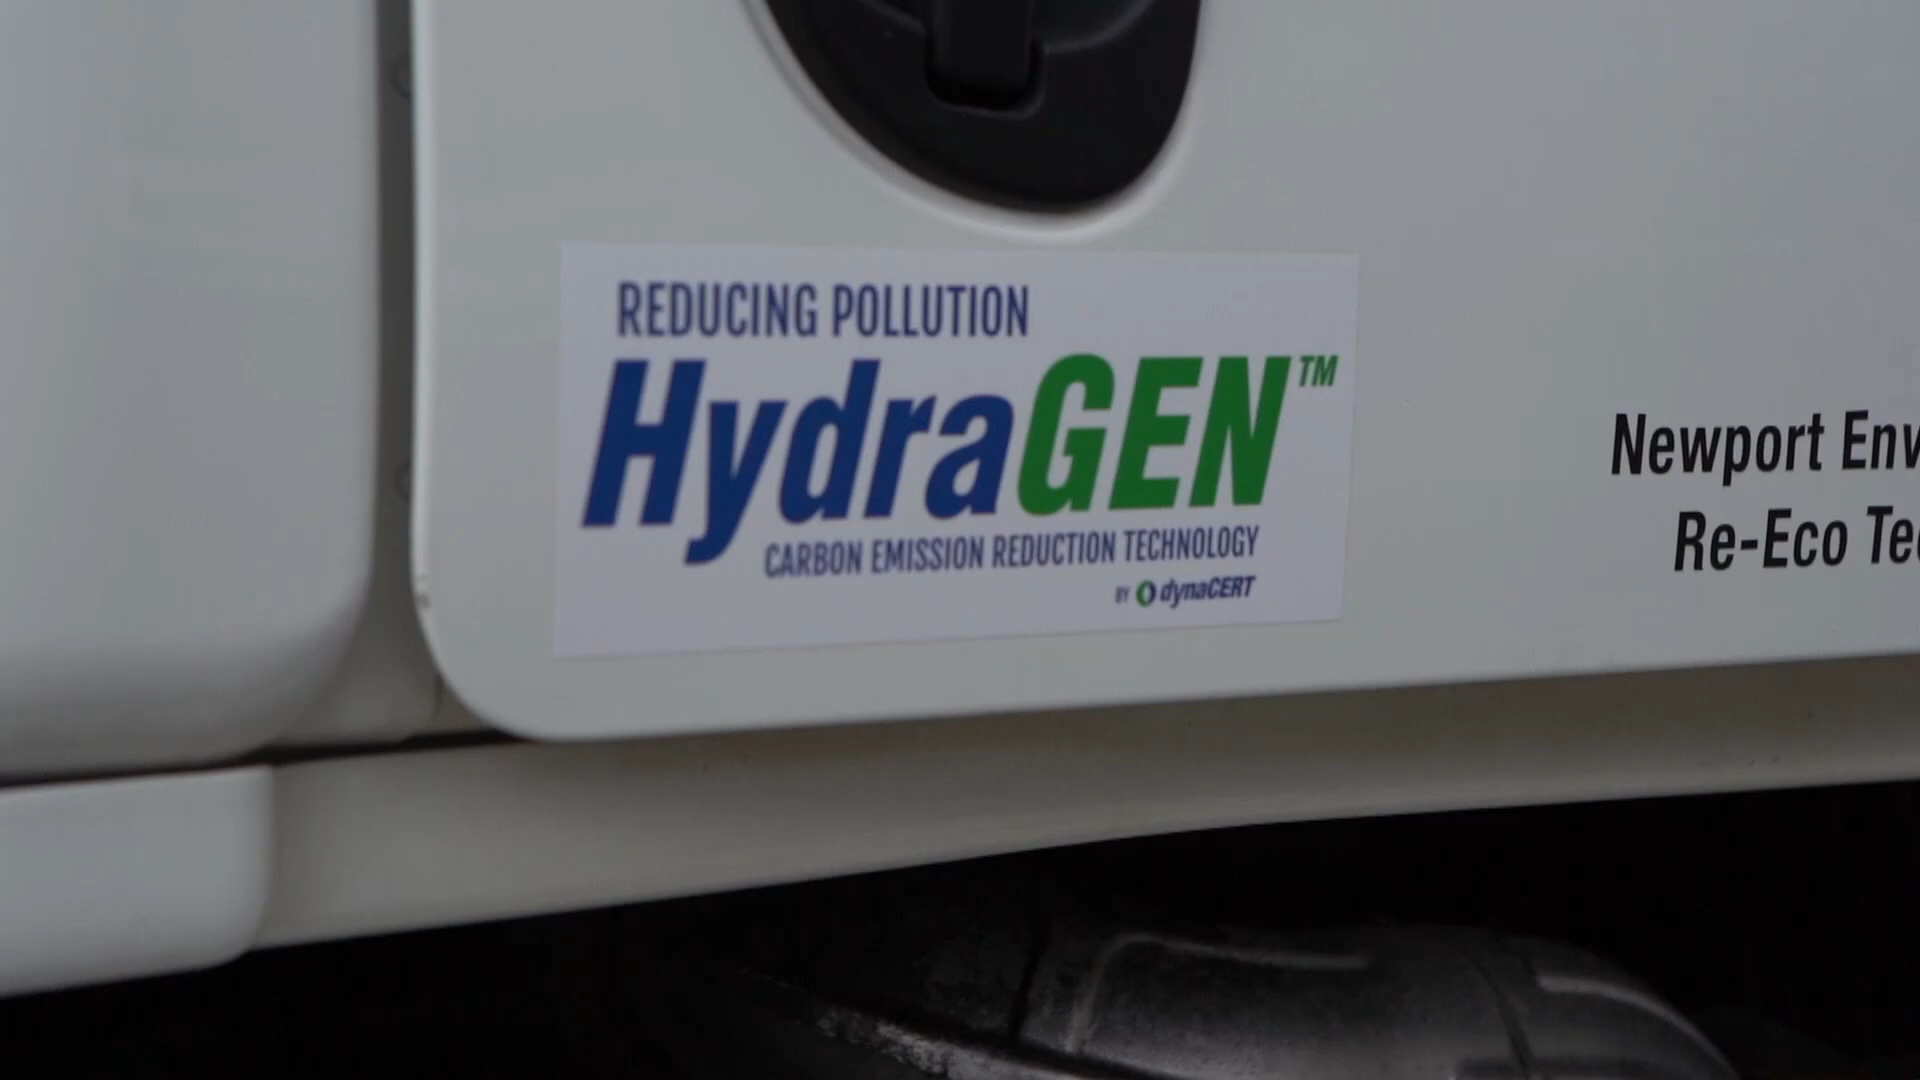 REDUCING POLLUTION
HydraGEN™
CARBON EMISSION REDUCTION TECHNOLOGY
BY dynaCERT
Newport Env
Re-Eco Te